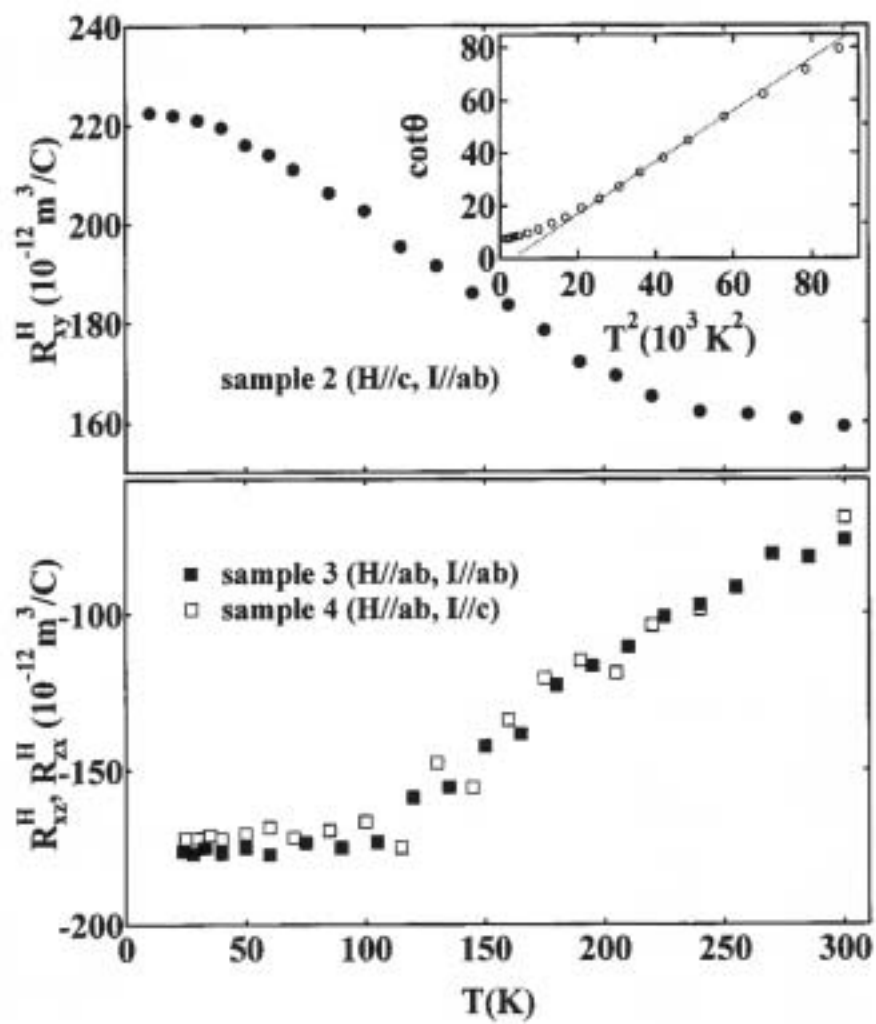 240
220
200
180
160
R^H_xy (10^-12 m^3/C)
80
60
40
20
0
cotθ
0 20 40 60 80
T^2(10^3 K^2)
sample 2 (H//c, I//ab)
sample 3 (H//ab, I//ab)
sample 4 (H//ab, I//c)
-100
-150
-200
R^H_xz, R^H_zx (10^-12 m^3/C)
0 50 100 150 200 250 300
T(K)